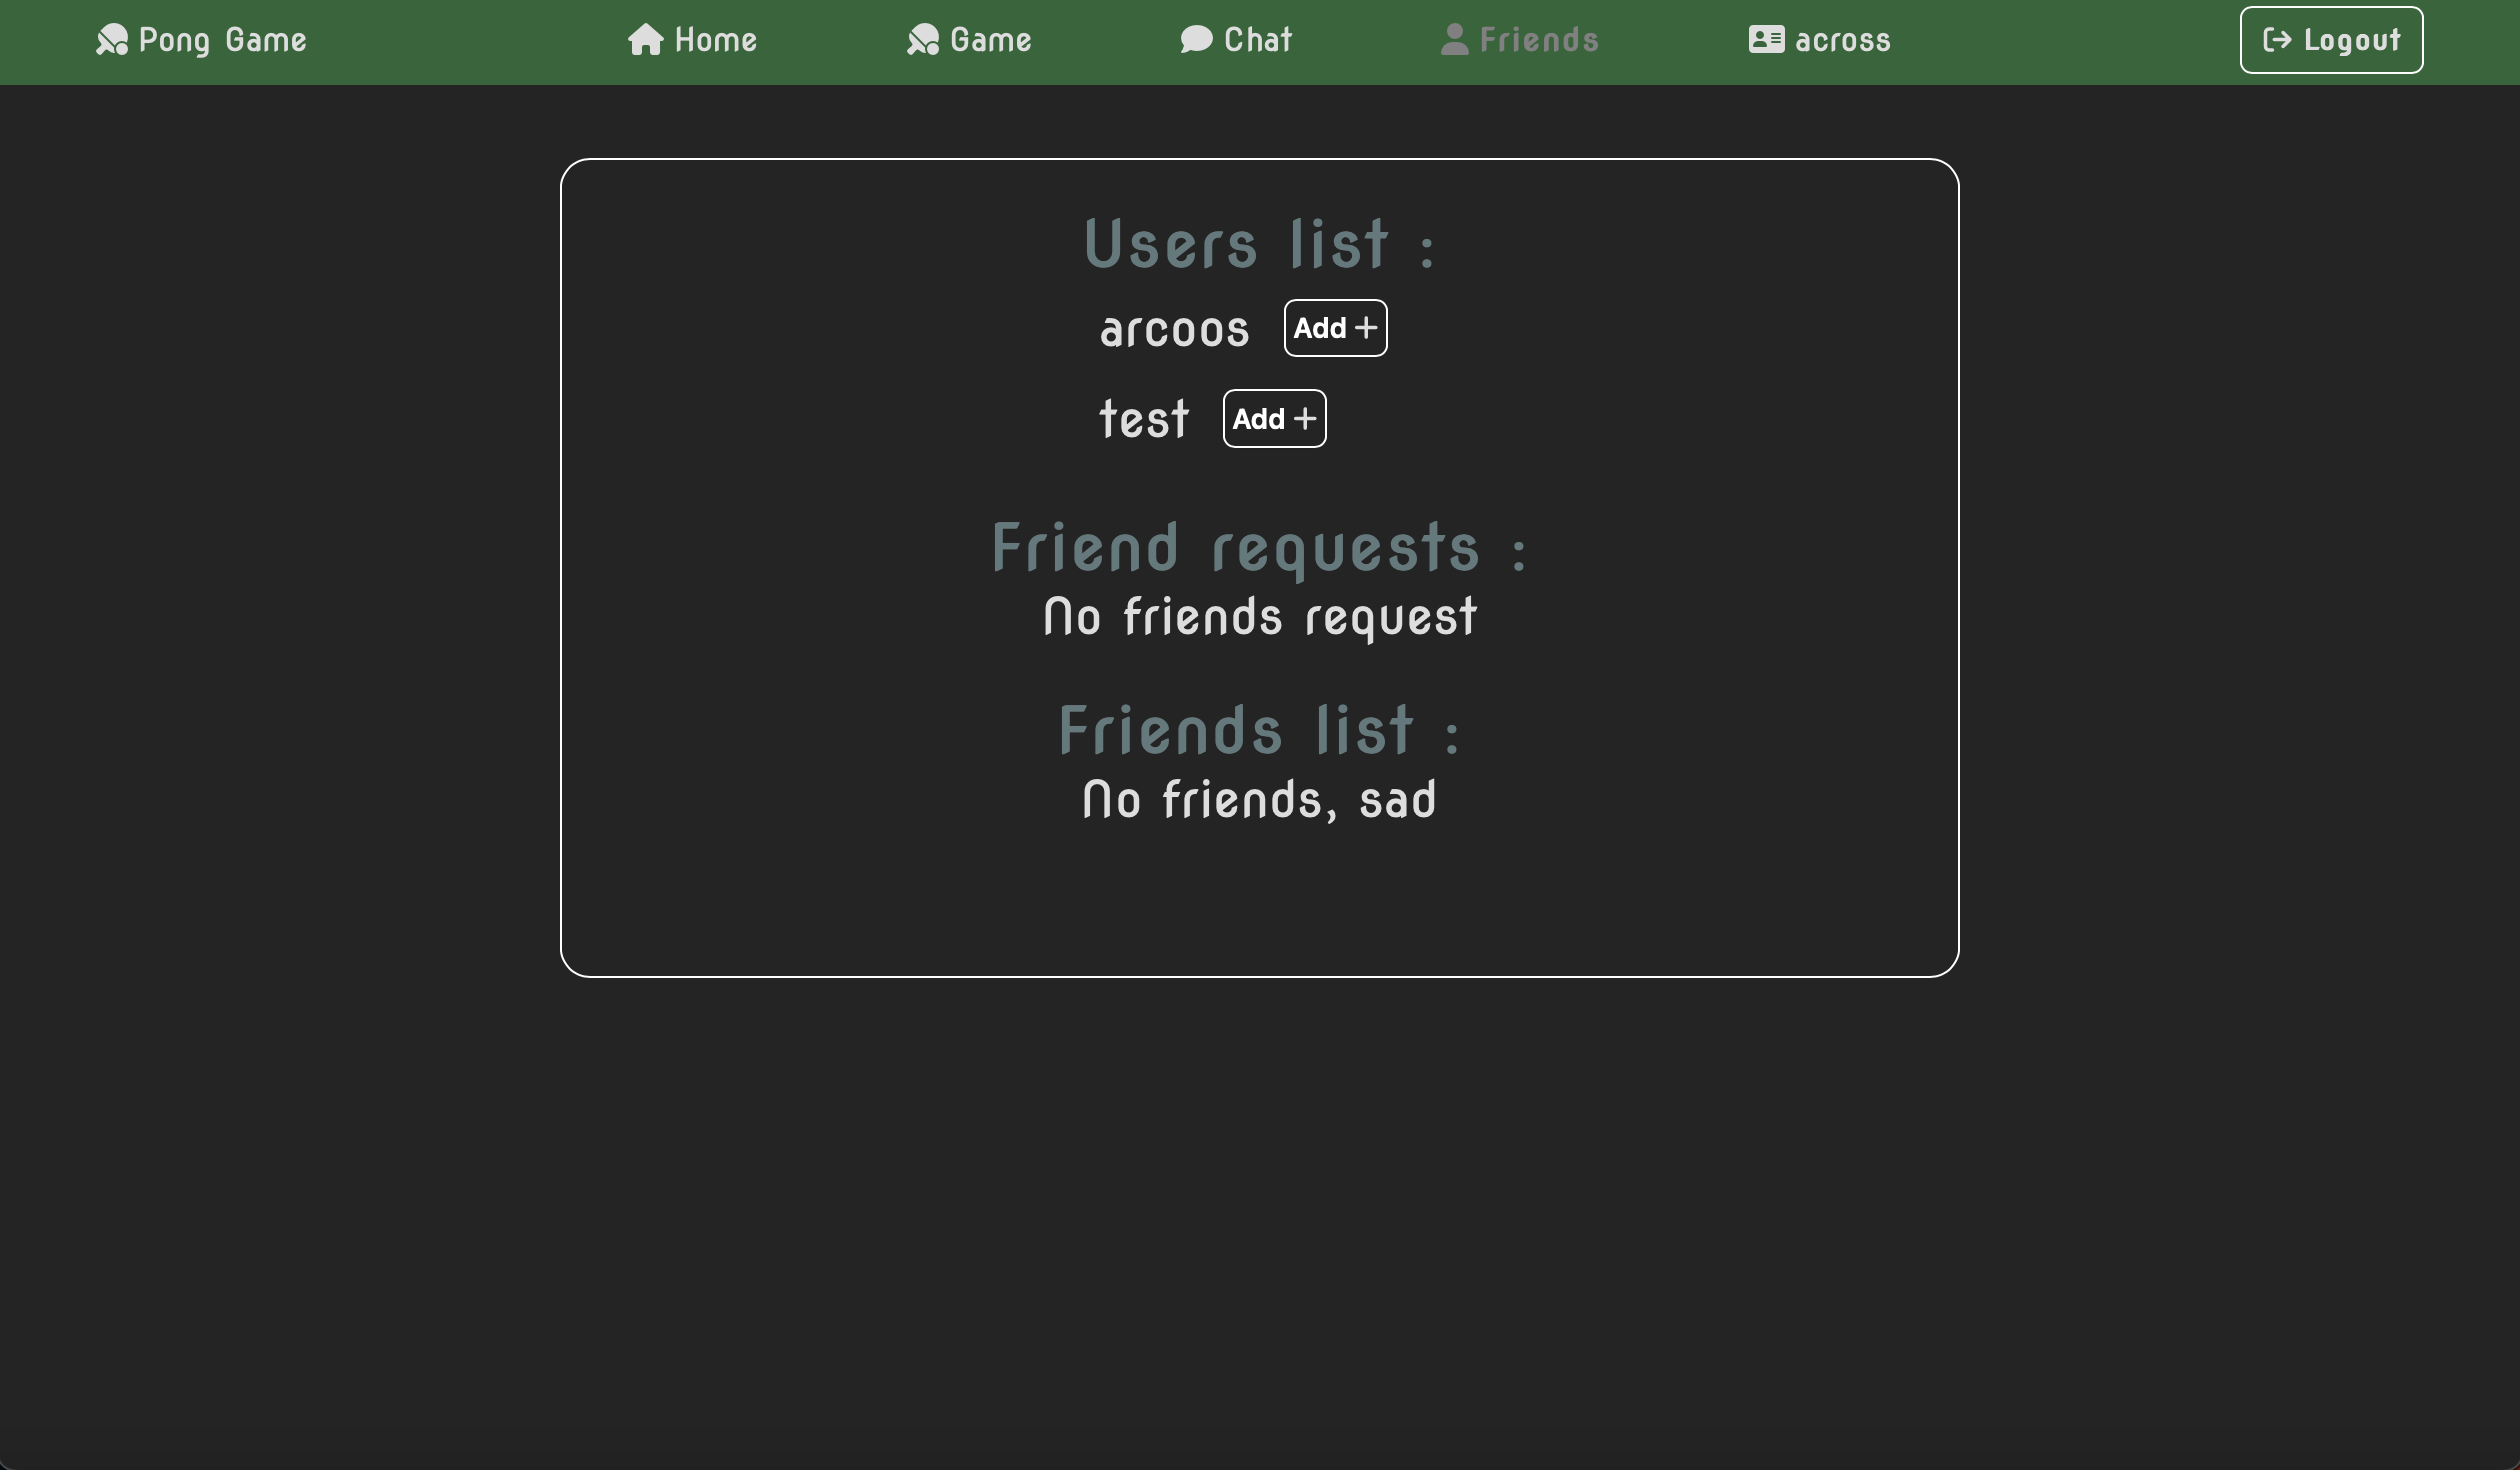 Pong Game Home Game Chat Friends across Logout
Users list :
arcoos Add +
test Add +
Friend requests :
No friends request
Friends list :
No friends, sad